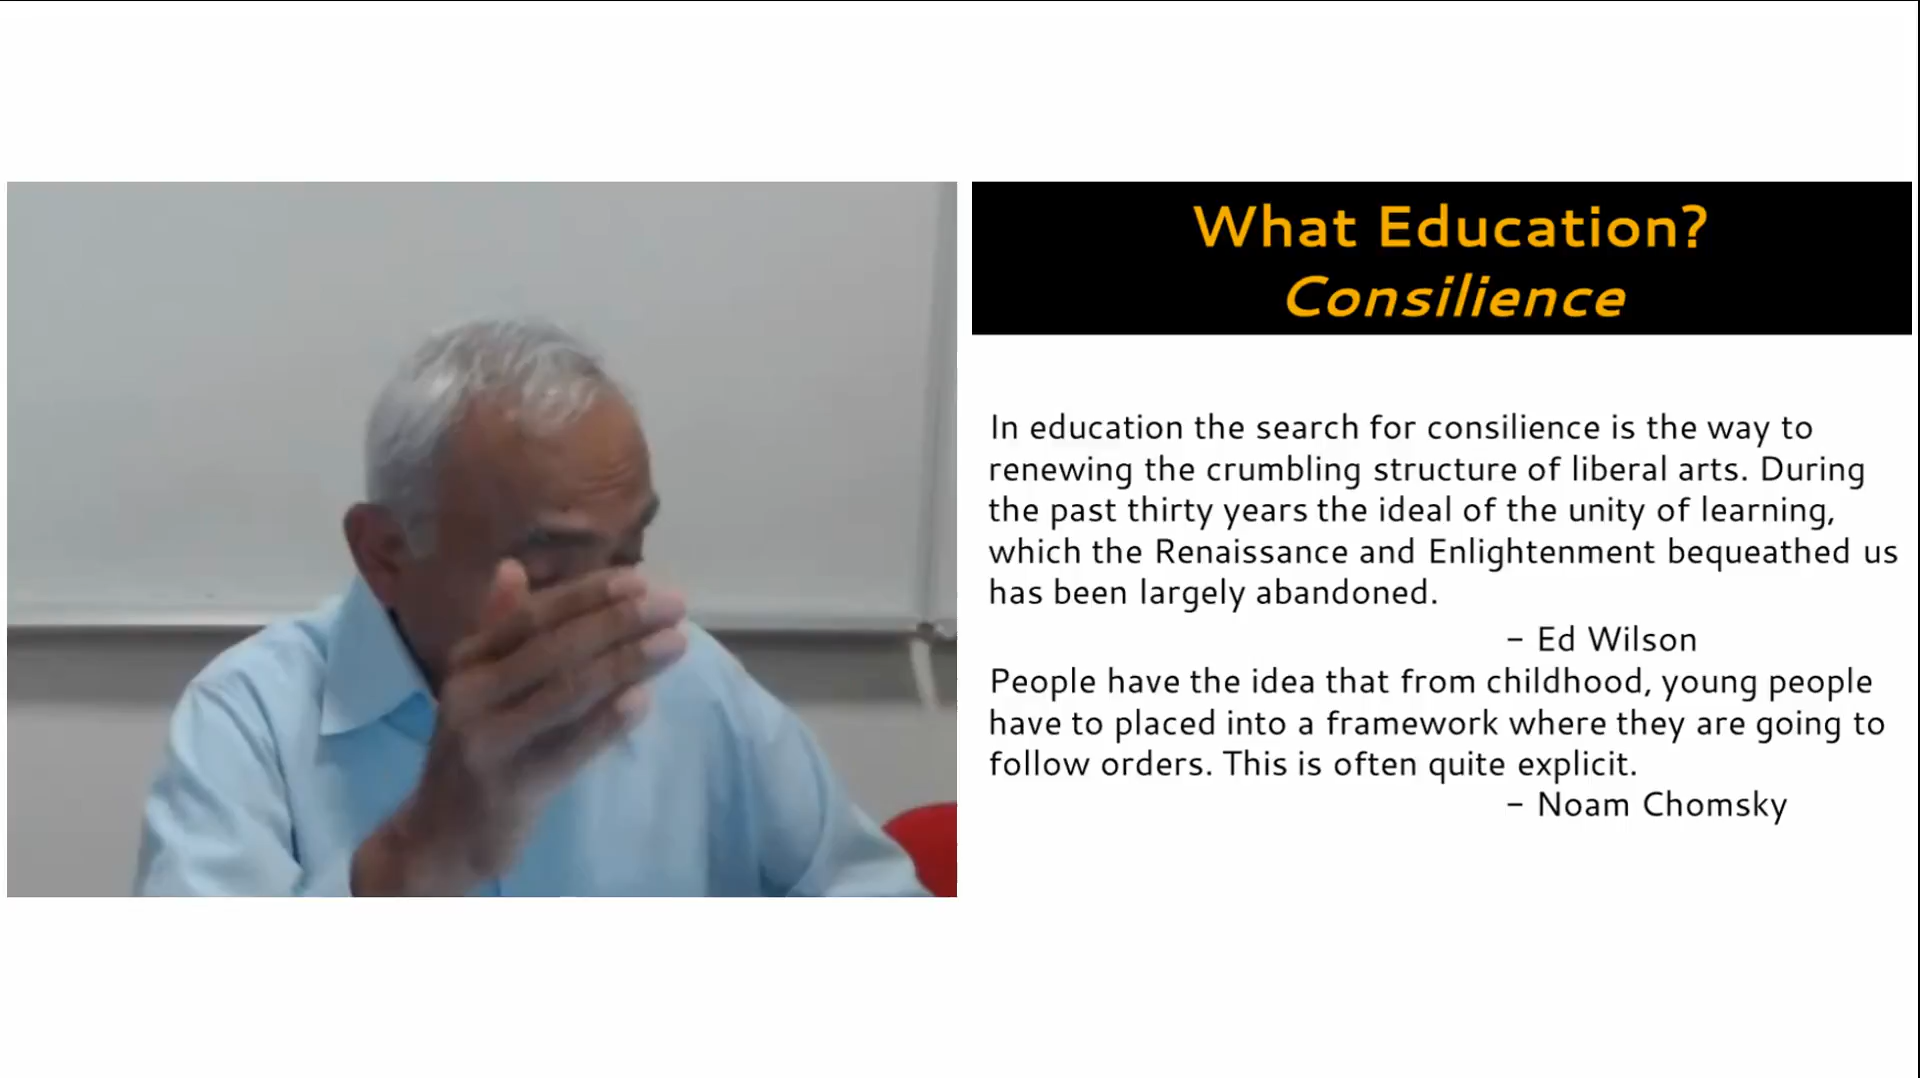 What Education?
Consilience
In education the search for consilience is the way to
renewing the crumbling structure of liberal arts. During
the past thirty years the ideal of the unity of learning,
which the Renaissance and Enlightenment bequeathed us
has been largely abandoned.
– Ed Wilson
People have the idea that from childhood, young people
have to placed into a framework where they are going to
follow orders. This is often quite explicit.
– Noam Chomsky